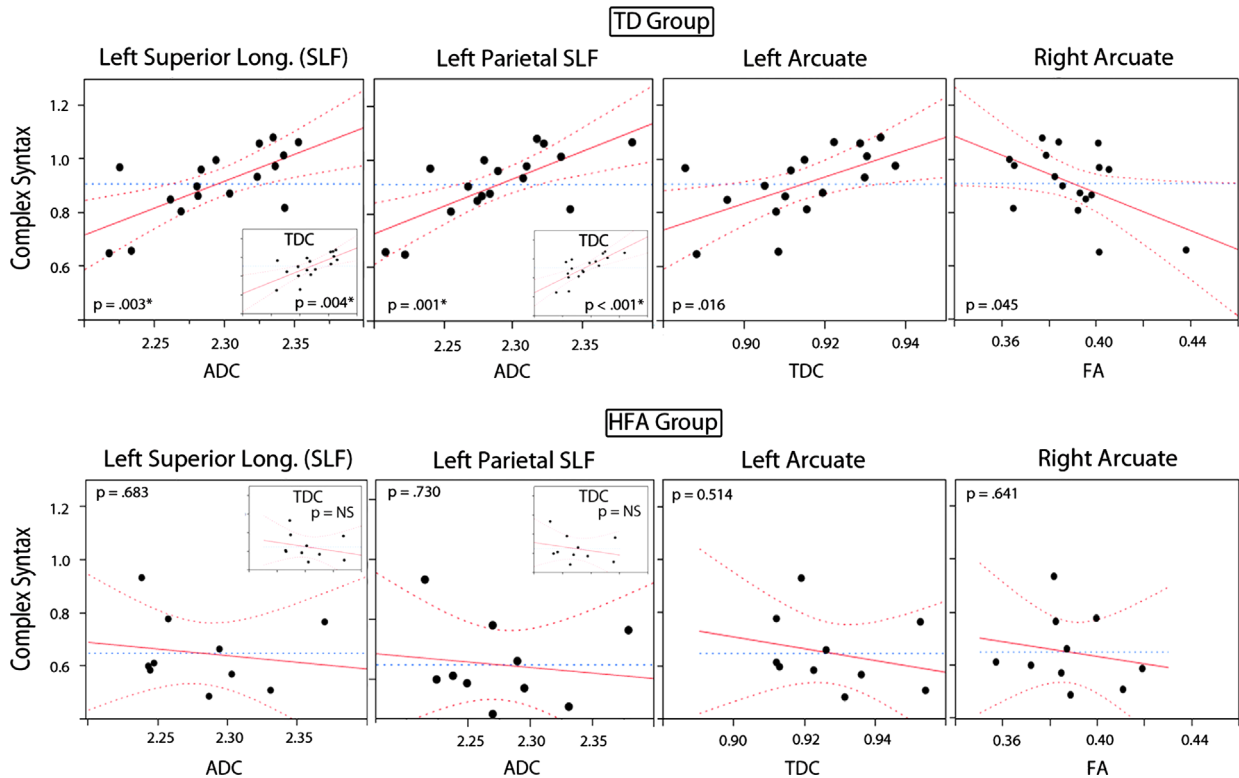 TD Group
Left Superior Long. (SLF)
Left Parietal SLF
Left Arcuate
Right Arcuate
Complex Syntax
1.2
1.0
0.8
0.6
TDC
p = .004*
p = .003*
TDC
p < .001*
p = .001*
p = .016
p = .045
2.25 2.30 2.35
2.25 2.30 2.35
0.90 0.92 0.94
0.36 0.40 0.44
ADC
ADC
TDC
FA
HFA Group
Left Superior Long. (SLF)
Left Parietal SLF
Left Arcuate
Right Arcuate
Complex Syntax
1.2
1.0
0.8
0.6
p = .683
TDC
p = NS
p = .730
TDC
p = NS
p = 0.514
p = .641
2.25 2.30 2.35
2.25 2.30 2.35
0.90 0.92 0.94
0.36 0.40 0.44
ADC
ADC
TDC
FA